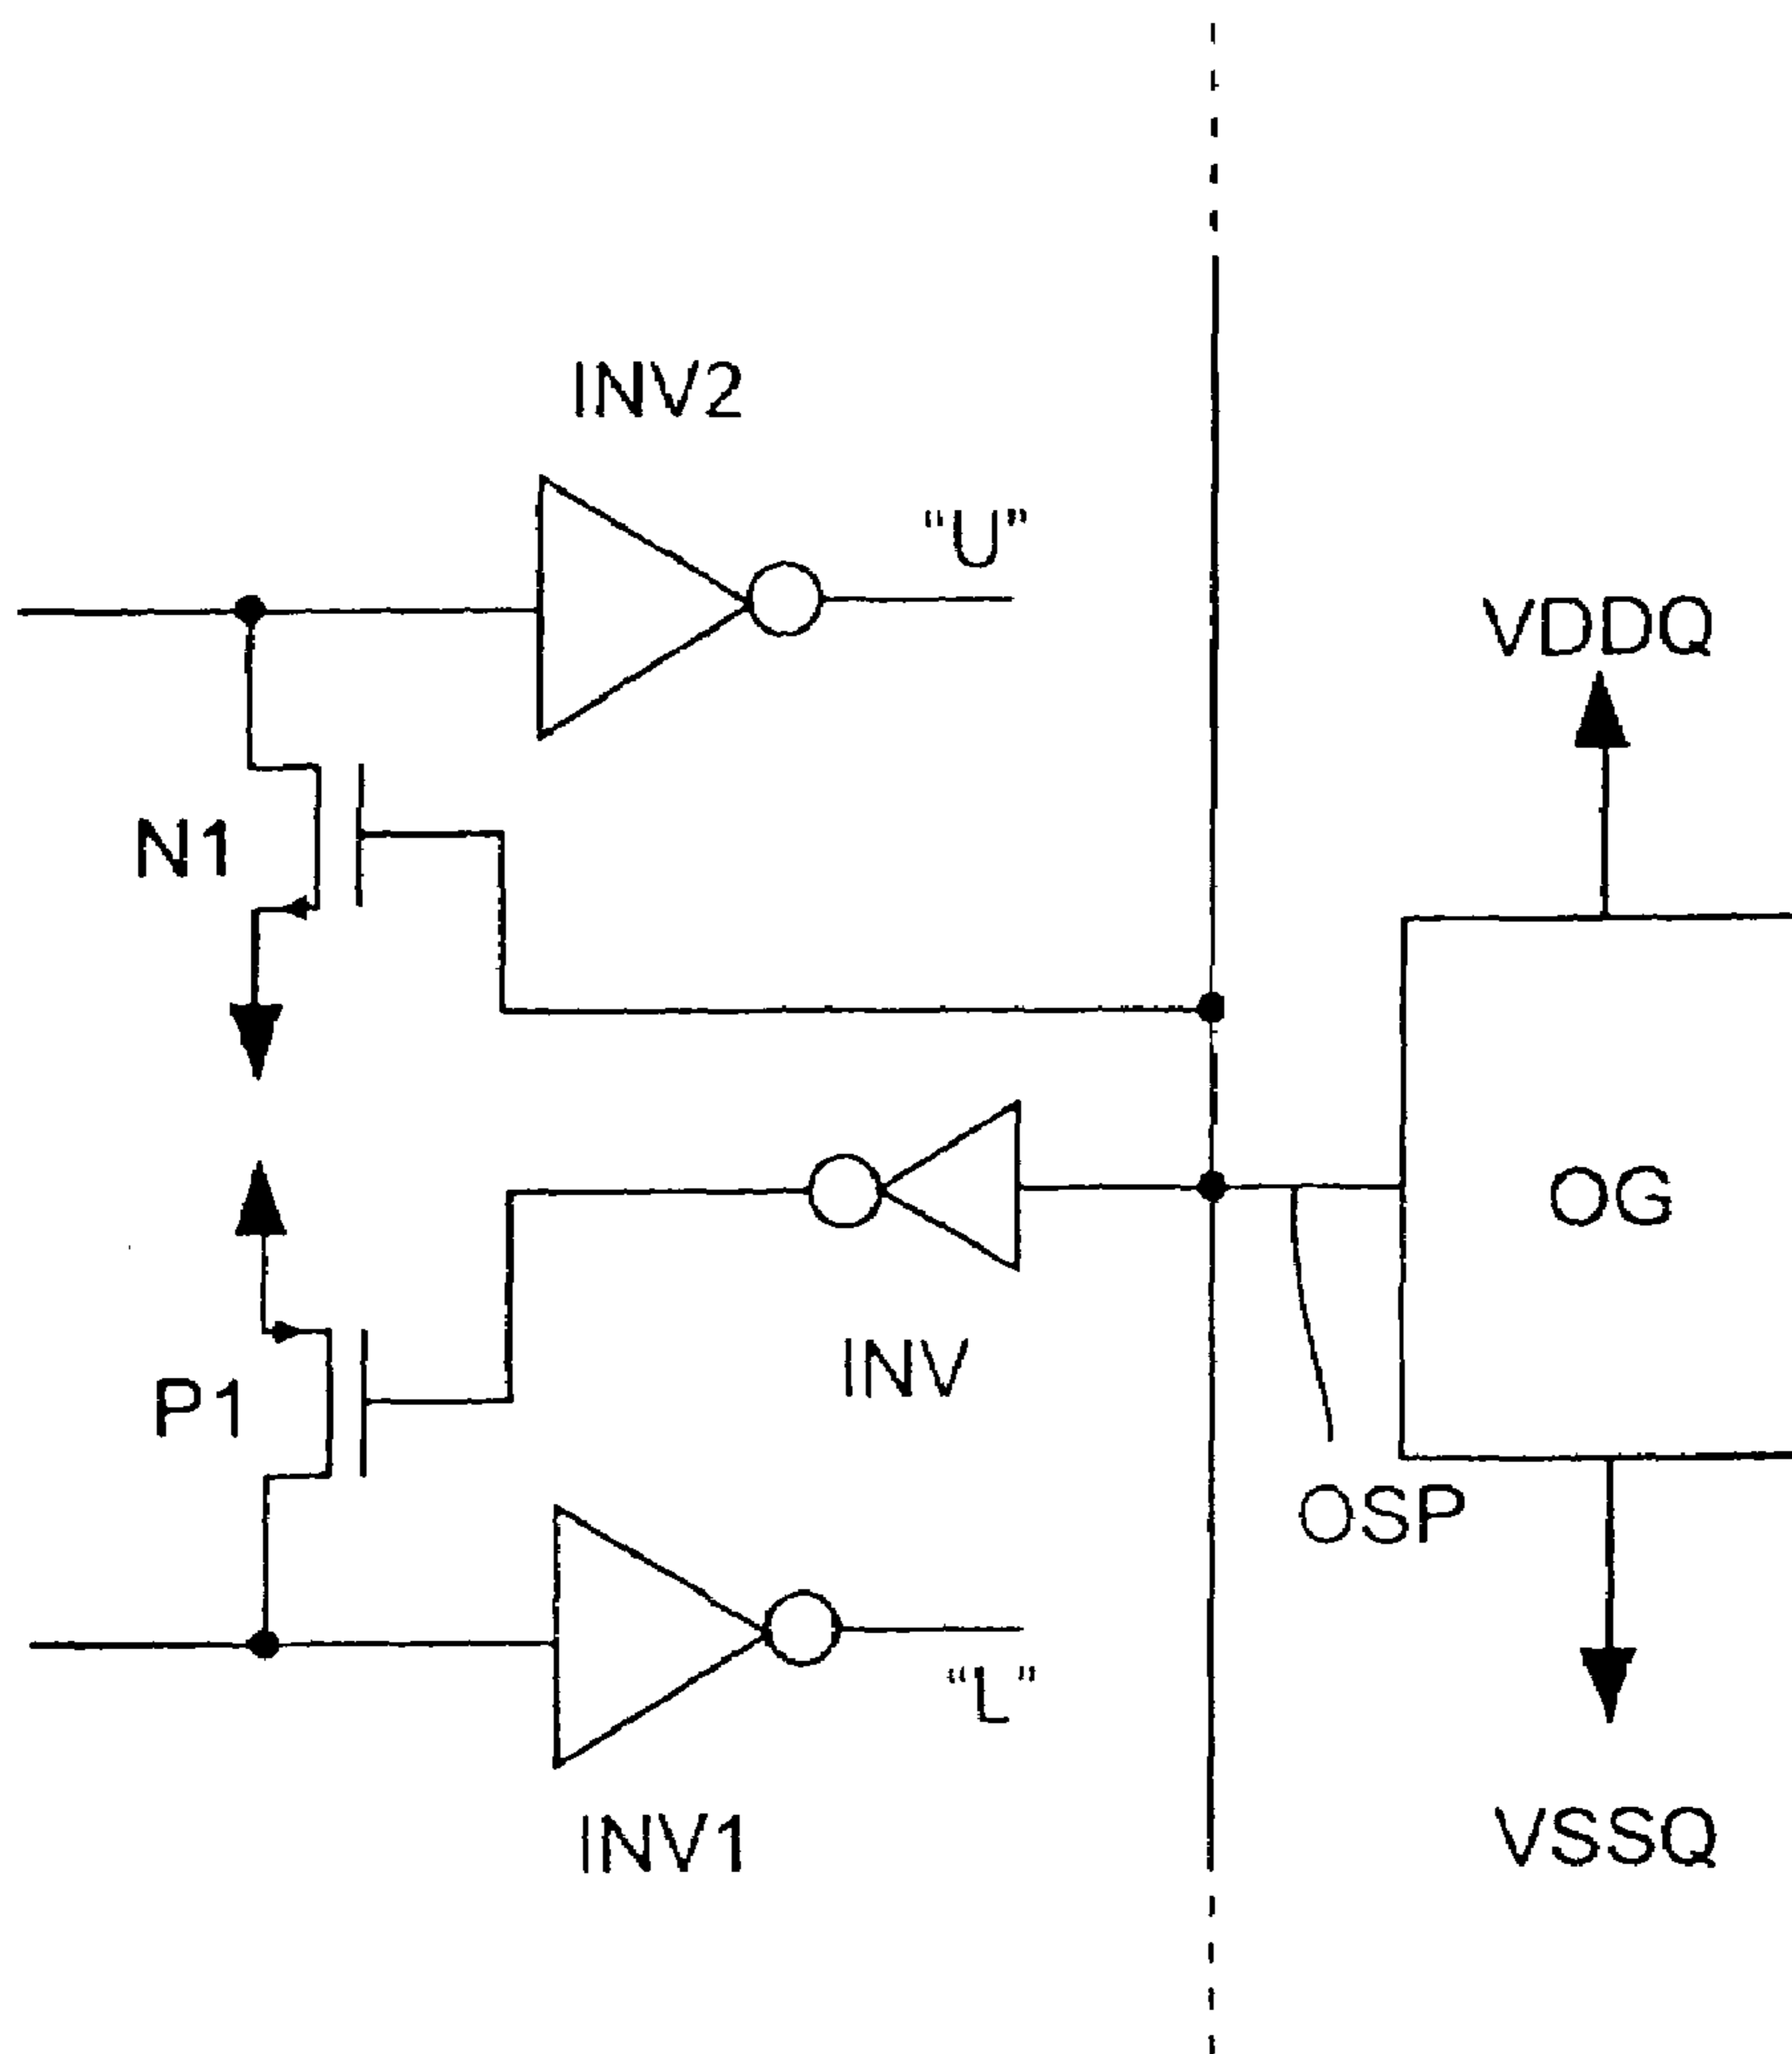 INV2
“U”
VDDQ
N1
OG
INV
P1
OSP
“L”
INV1
VSSQ